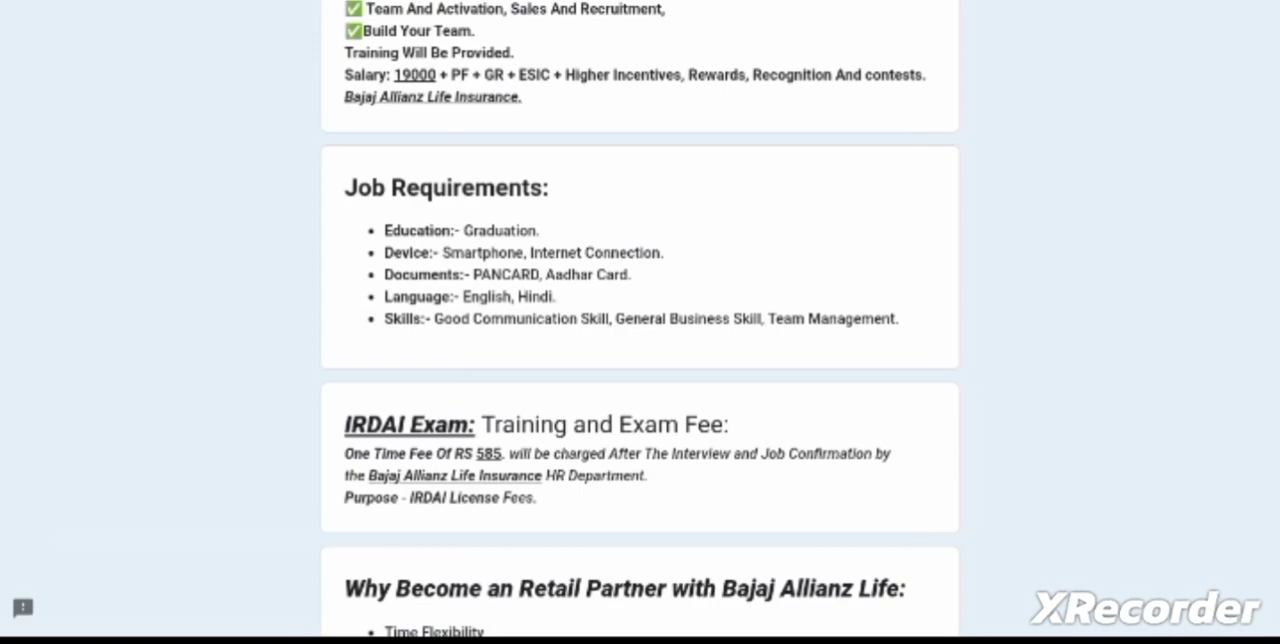 ✅ Team And Activation, Sales And Recruitment,
✅Build Your Team.
Training Will Be Provided.
Salary: 19000 + PF + GR + ESIC + Higher Incentives, Rewards, Recognition And contests.
Bajaj Allianz Life Insurance.
Job Requirements:
• Education:- Graduation.
• Device:- Smartphone, Internet Connection.
• Documents:- PANCARD, Aadhar Card.
• Language:- English, Hindi.
• Skills:- Good Communication Skill, General Business Skill, Team Management.
IRDAI Exam: Training and Exam Fee:
One Time Fee Of RS 585. will be charged After The Interview and Job Confirmation by
the Bajaj Allianz Life Insurance HR Department.
Purpose - IRDAI License Fees.
Why Become an Retail Partner with Bajaj Allianz Life:
• Time Flexibility
XRecorder